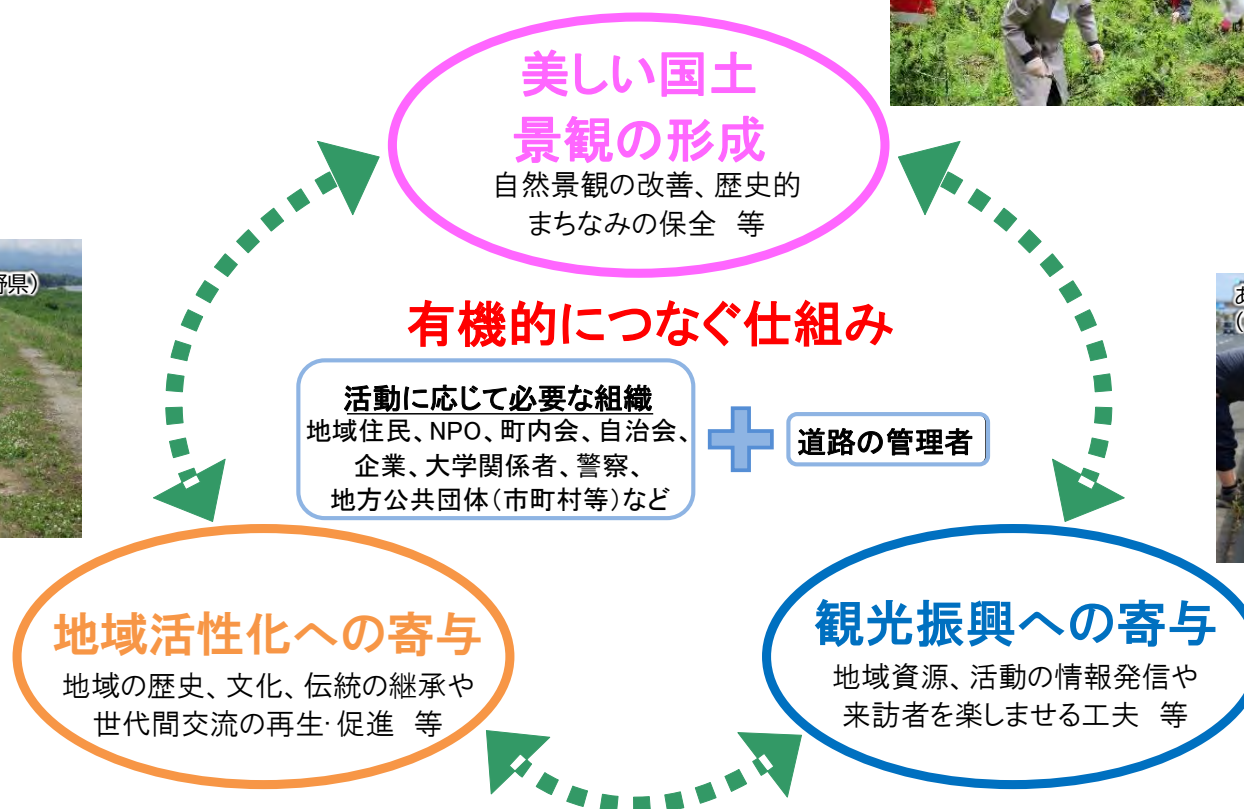 美しい国土
景観の形成
自然景観の改善、歴史的
まちなみの保全 等
県)
あ
(
有機的につなぐ仕組み
活動に応じて必要な組織
地域住民、NPO、町内会、自治会、
企業、大学関係者、警察、
地方公共団体(市町村等)など
道路の管理者
地域活性化への寄与
地域の歴史、文化、伝統の継承や
世代間交流の再生・促進 等
観光振興への寄与
地域資源、活動の情報発信や
来訪者を楽しませる工夫 等